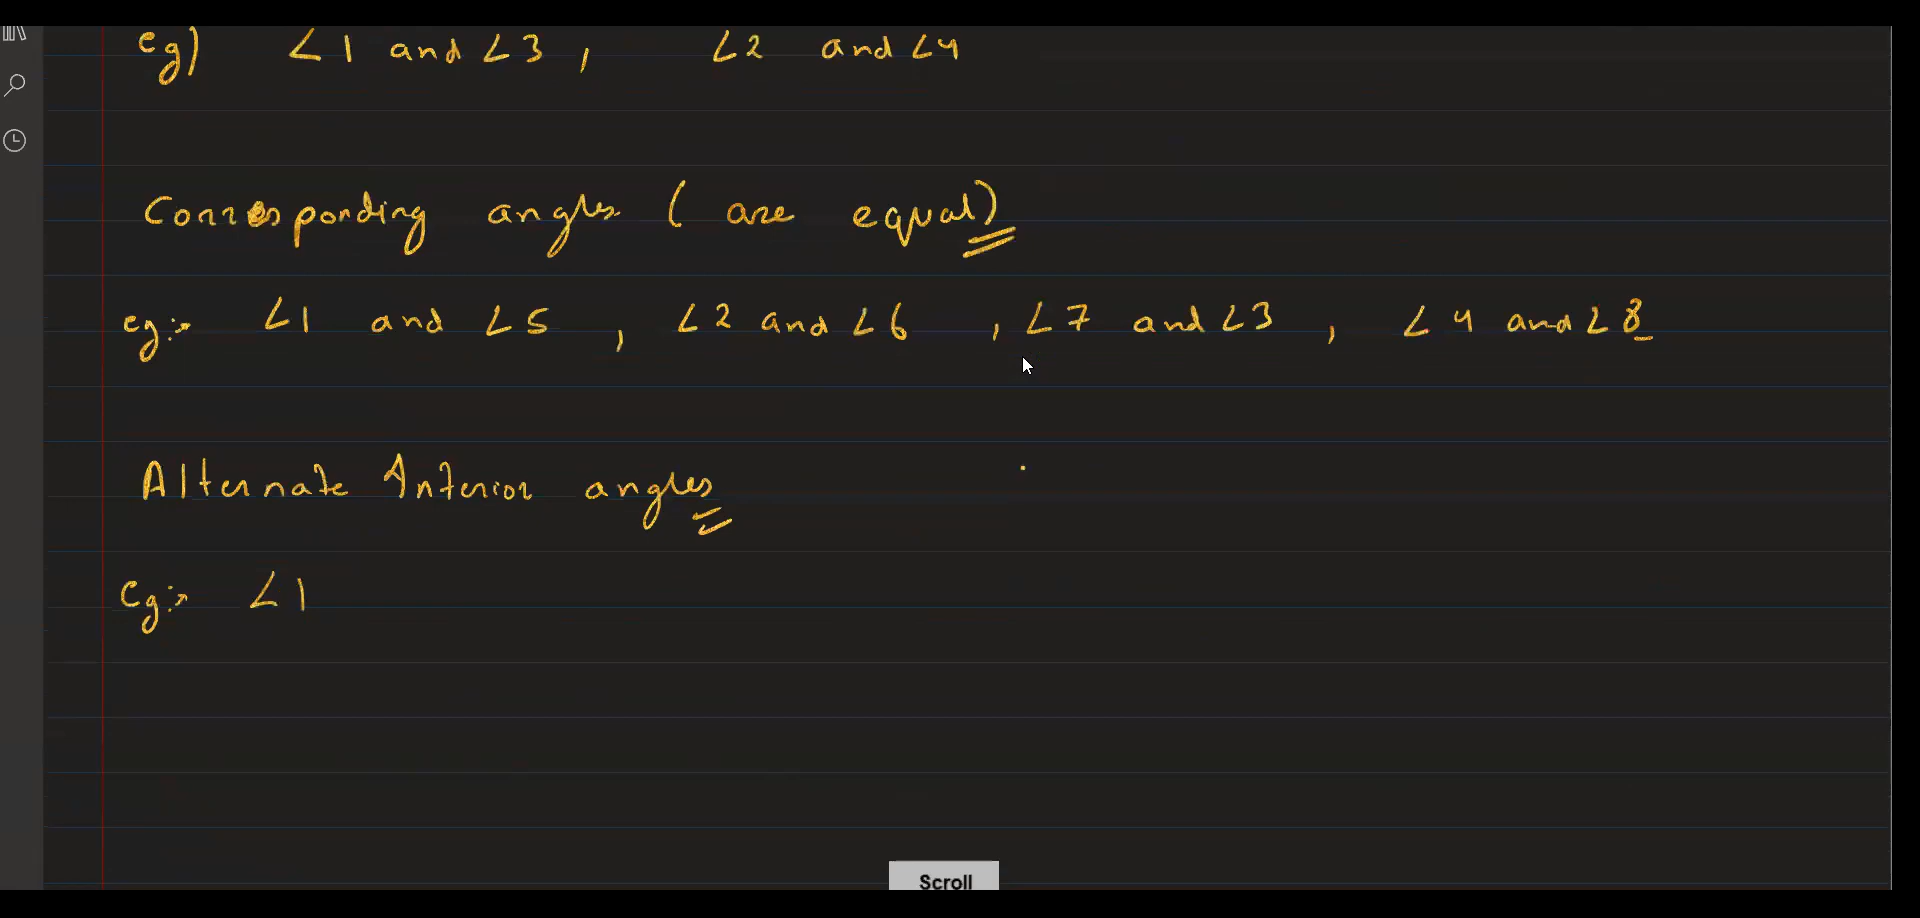 eg) ∠1 and ∠3, ∠2 and ∠4
Corresponding angles (are equal)
eg:→ ∠1 and ∠5, ∠2 and ∠6, ∠7 and ∠3, ∠4 and ∠8
Alternate Interior angles
eg:→ ∠1
Scroll